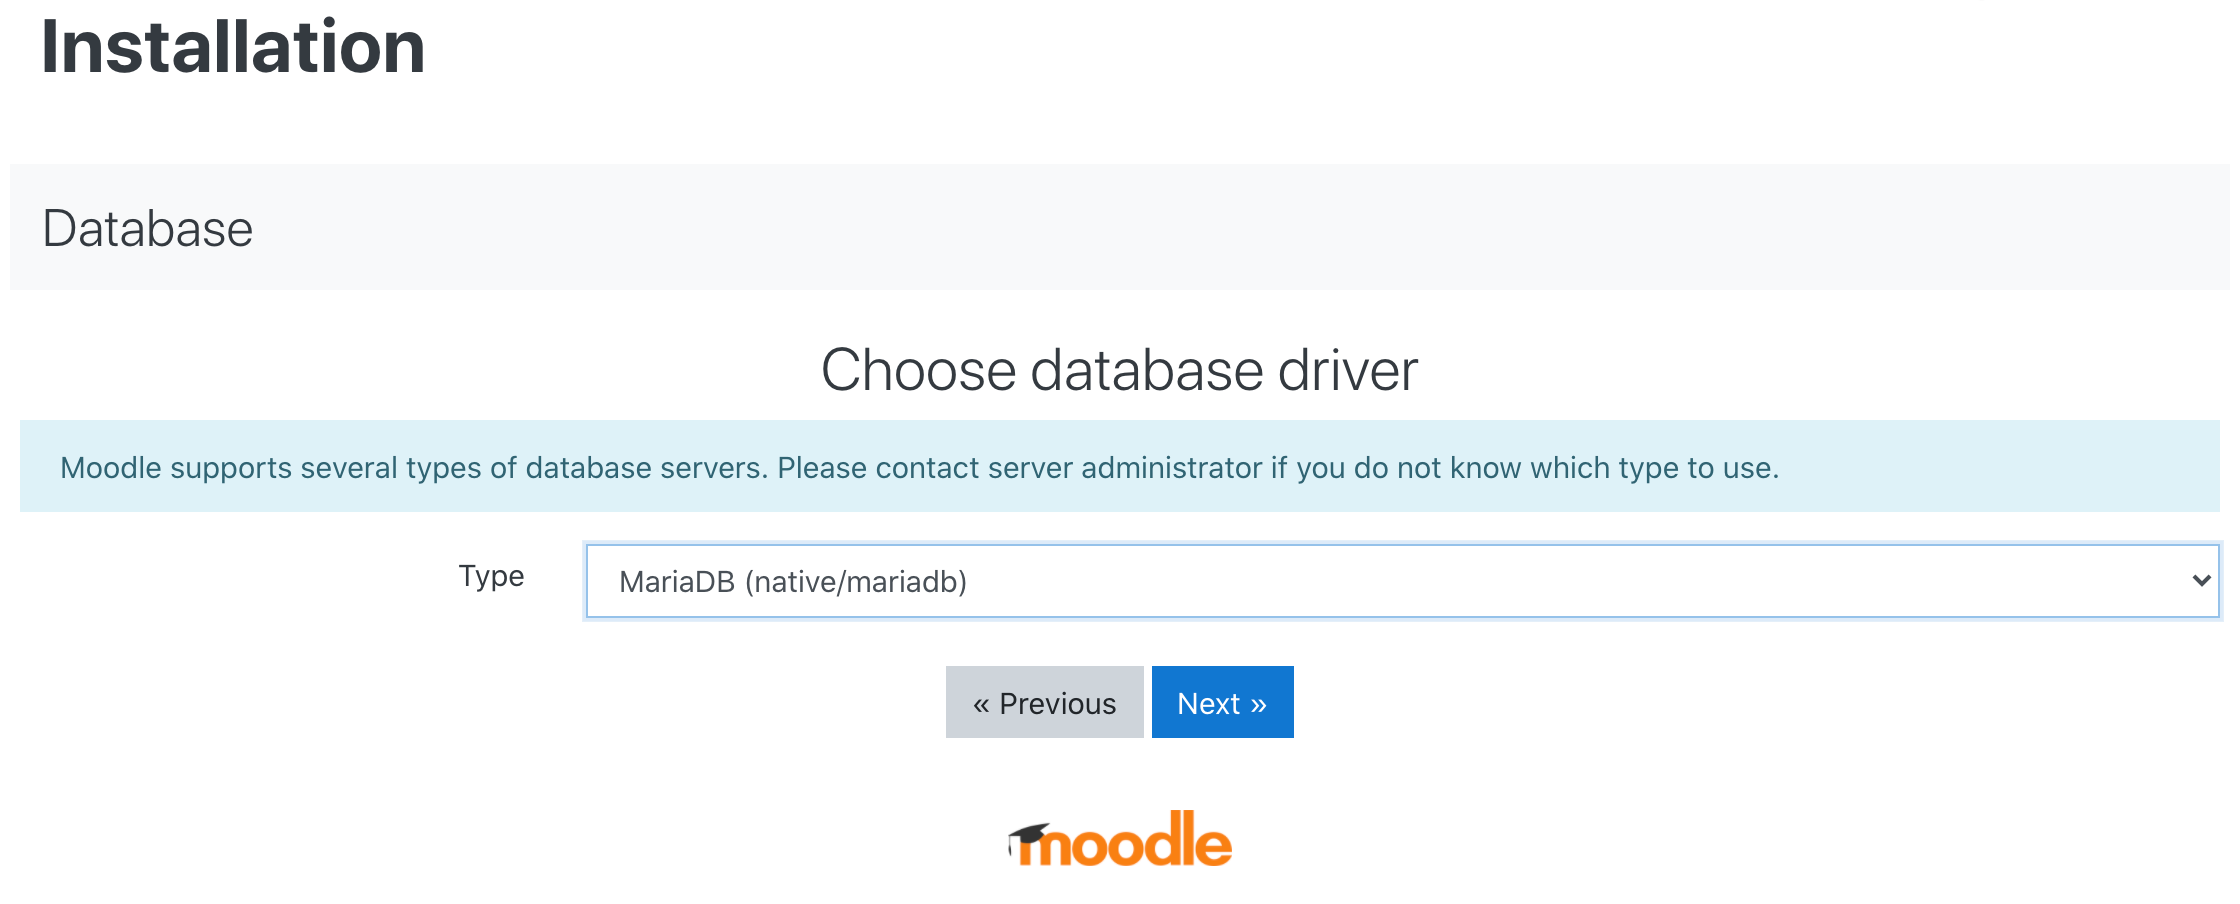 Installation
Database
Choose database driver
Moodle supports several types of database servers. Please contact server administrator if you do not know which type to use.
Type
MariaDB (native/mariadb)
« Previous
Next »
moodle